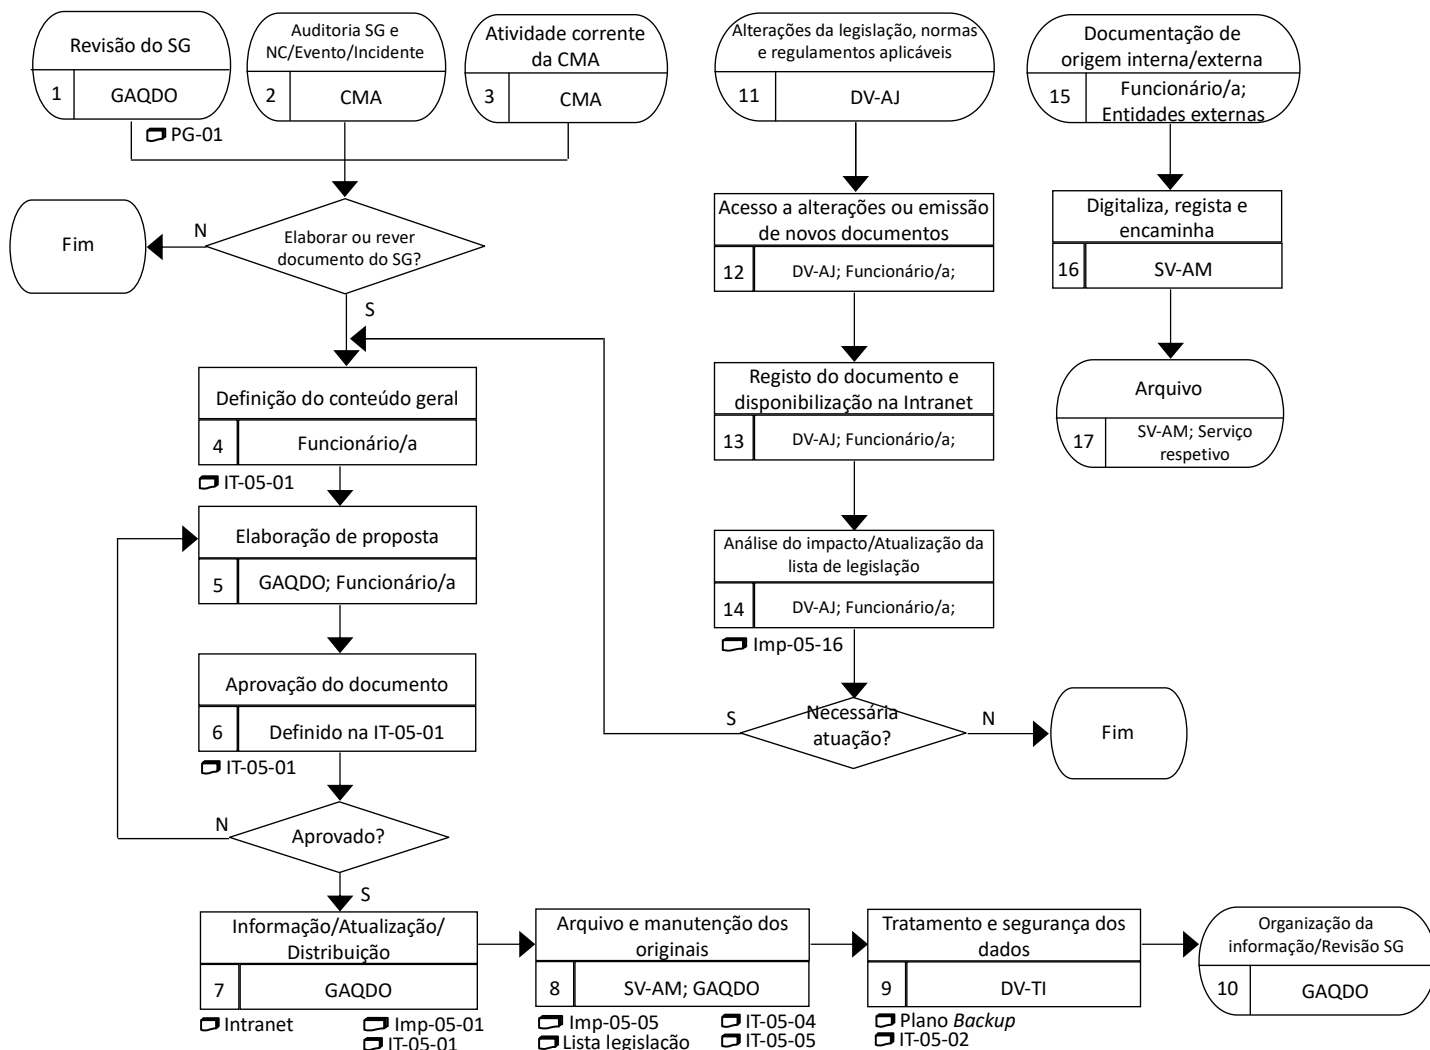 Revisão do SG
1
GAQDO
PG-01
Auditoria SG e
NC/Evento/Incidente
2
CMA
Atividade corrente
da CMA
3
CMA
Alterações da legislação, normas
e regulamentos aplicáveis
11
DV-AJ
Documentação de
origem interna/externa
15
Funcionário/a;
Entidades externas
Fim
N
Elaborar ou rever
documento do SG?
S
Acesso a alterações ou emissão
de novos documentos
12
DV-AJ; Funcionário/a;
Digitaliza, regista e
encaminha
16
SV-AM
Definição do conteúdo geral
4
Funcionário/a
IT-05-01
Registo do documento e
disponibilização na Intranet
13
DV-AJ; Funcionário/a;
Arquivo
17
SV-AM; Serviço
respetivo
Elaboração de proposta
5
GAQDO; Funcionário/a
Análise do impacto/Atualização da
lista de legislação
14
DV-AJ; Funcionário/a;
Imp-05-16
Aprovação do documento
6
Definido na IT-05-01
IT-05-01
S
Necessária
atuação?
N
Fim
N
Aprovado?
S
Informação/Atualização/
Distribuição
7
GAQDO
Intranet
Imp-05-01
IT-05-01
Arquivo e manutenção dos
originais
8
SV-AM; GAQDO
Imp-05-05
Lista legislação
IT-05-04
IT-05-05
Tratamento e segurança dos
dados
9
DV-TI
Plano Backup
IT-05-02
Organização da
informação/Revisão SG
10
GAQDO